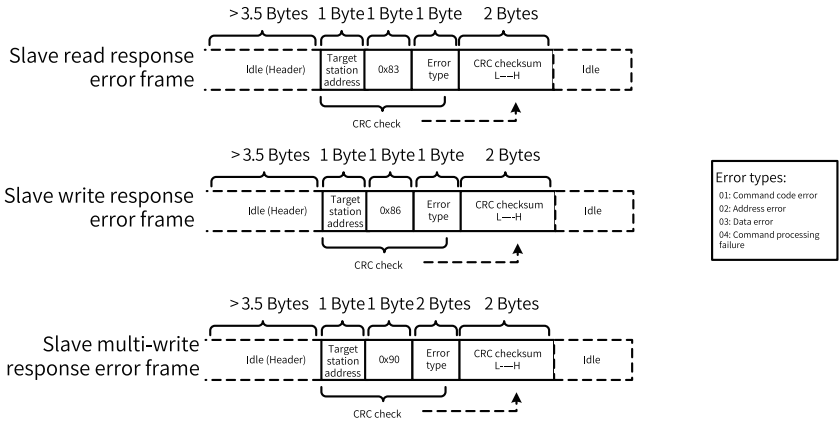 > 3.5 Bytes 1 Byte 1 Byte 1 Byte 2 Bytes
Slave read response
error frame
Idle (Header)
Target
station
address
0x83
Error
type
CRC checksum
L---H
Idle
CRC check
> 3.5 Bytes 1 Byte 1 Byte 1 Byte 2 Bytes
Slave write response
error frame
Idle (Header)
Target
station
address
0x86
Error
type
CRC checksum
L---H
Idle
CRC check
Error types:
01: Command code error
02: Address error
03: Data error
04: Command processing
failure
> 3.5 Bytes 1 Byte 1 Byte 2 Bytes 2 Bytes
Slave multi-write
response error frame
Idle (Header)
Target
station
address
0x90
Error
type
CRC checksum
L---H
Idle
CRC check